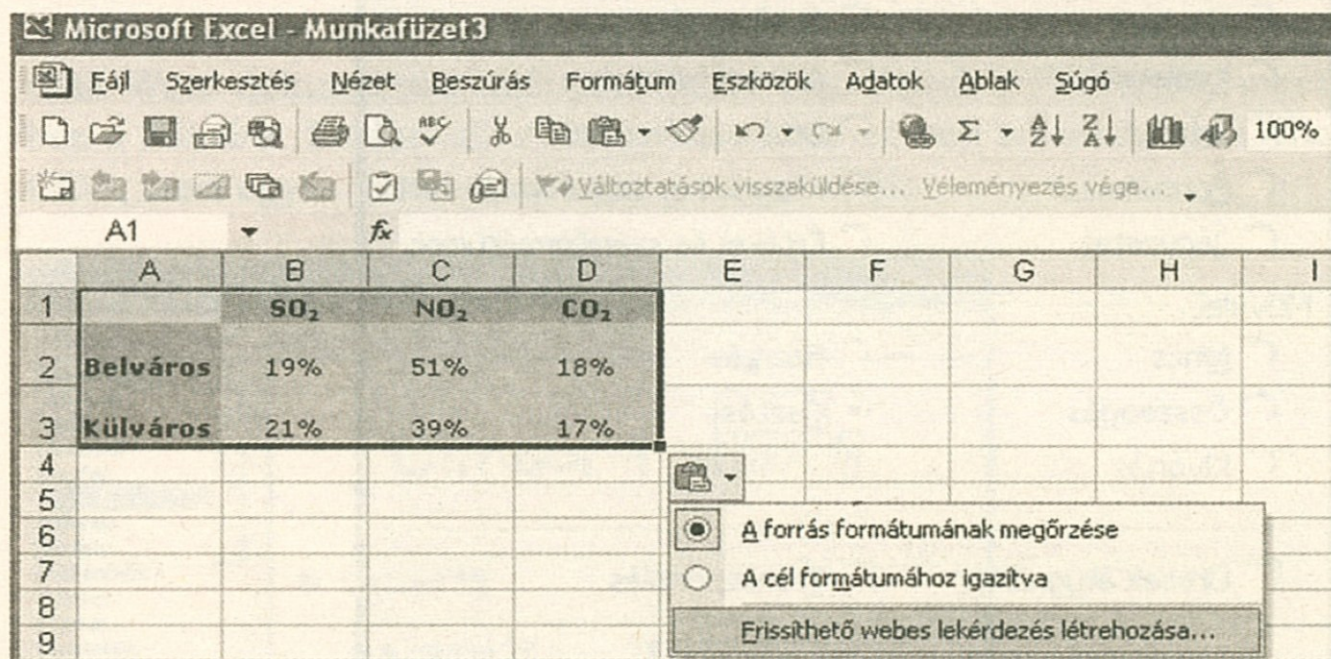 Microsoft Excel - Munkafüzet3
Fájl Szerkesztés Nézet Beszúrás Formátum Eszközök Adatok Ablak Súgó
ABC Σ A Z Z A 100%
Változtatások visszaküldése... Véleményezés vége...
A1 fx
A B C D E F G H I
1 SO₂ NO₂ CO₂
2 Belváros 19% 51% 18%
3 Külváros 21% 39% 17%
4
5
6 A forrás formátumának megőrzése
7 A cél formátumához igazítva
8
9 Frissíthető webes lekérdezés létrehozása...